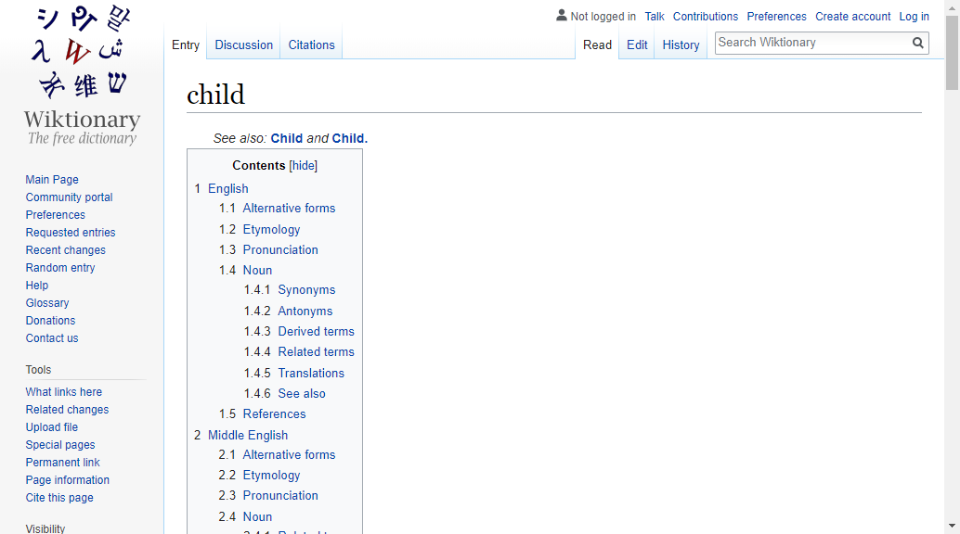 Not logged in Talk Contributions Preferences Create account Log in
Entry Discussion Citations Read Edit History Search Wiktionary
シ
말
λ W ش
维 ש
Wiktionary
The free dictionary
Main Page
Community portal
Preferences
Requested entries
Recent changes
Random entry
Help
Glossary
Donations
Contact us
Tools
What links here
Related changes
Upload file
Special pages
Permanent link
Page information
Cite this page
Visibility
child
See also: Child and Child.
Contents [hide]
1 English
1.1 Alternative forms
1.2 Etymology
1.3 Pronunciation
1.4 Noun
1.4.1 Synonyms
1.4.2 Antonyms
1.4.3 Derived terms
1.4.4 Related terms
1.4.5 Translations
1.4.6 See also
1.5 References
2 Middle English
2.1 Alternative forms
2.2 Etymology
2.3 Pronunciation
2.4 Noun